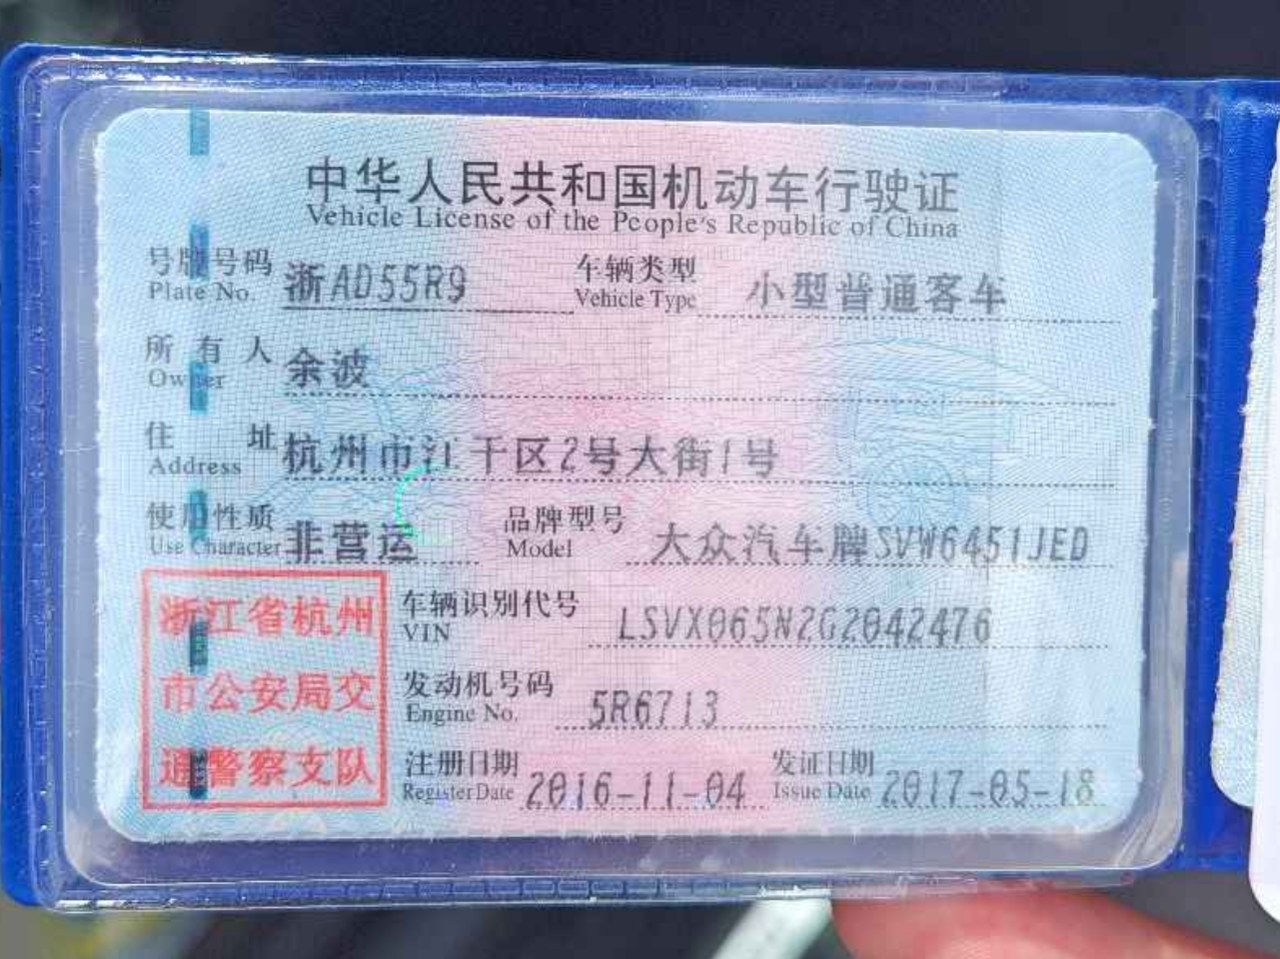 中华人民共和国机动车行驶证
Vehicle License of the People's Republic of China
号牌号码 浙AD55R9 车辆类型 小型普通客车
Plate No. Vehicle Type
所有人 余波
Owner
住址 杭州市江干区2号大街1号
Address
使用性质 非营运 品牌型号 大众汽车牌SVW6451JED
Use Character Model
浙江省杭州
市公安局交
通警察支队
车辆识别代号 LSVX065N2G2042476
VIN
发动机号码 5R6713
Engine No.
注册日期 2016-11-04 发证日期 2017-05-18
Register Date Issue Date